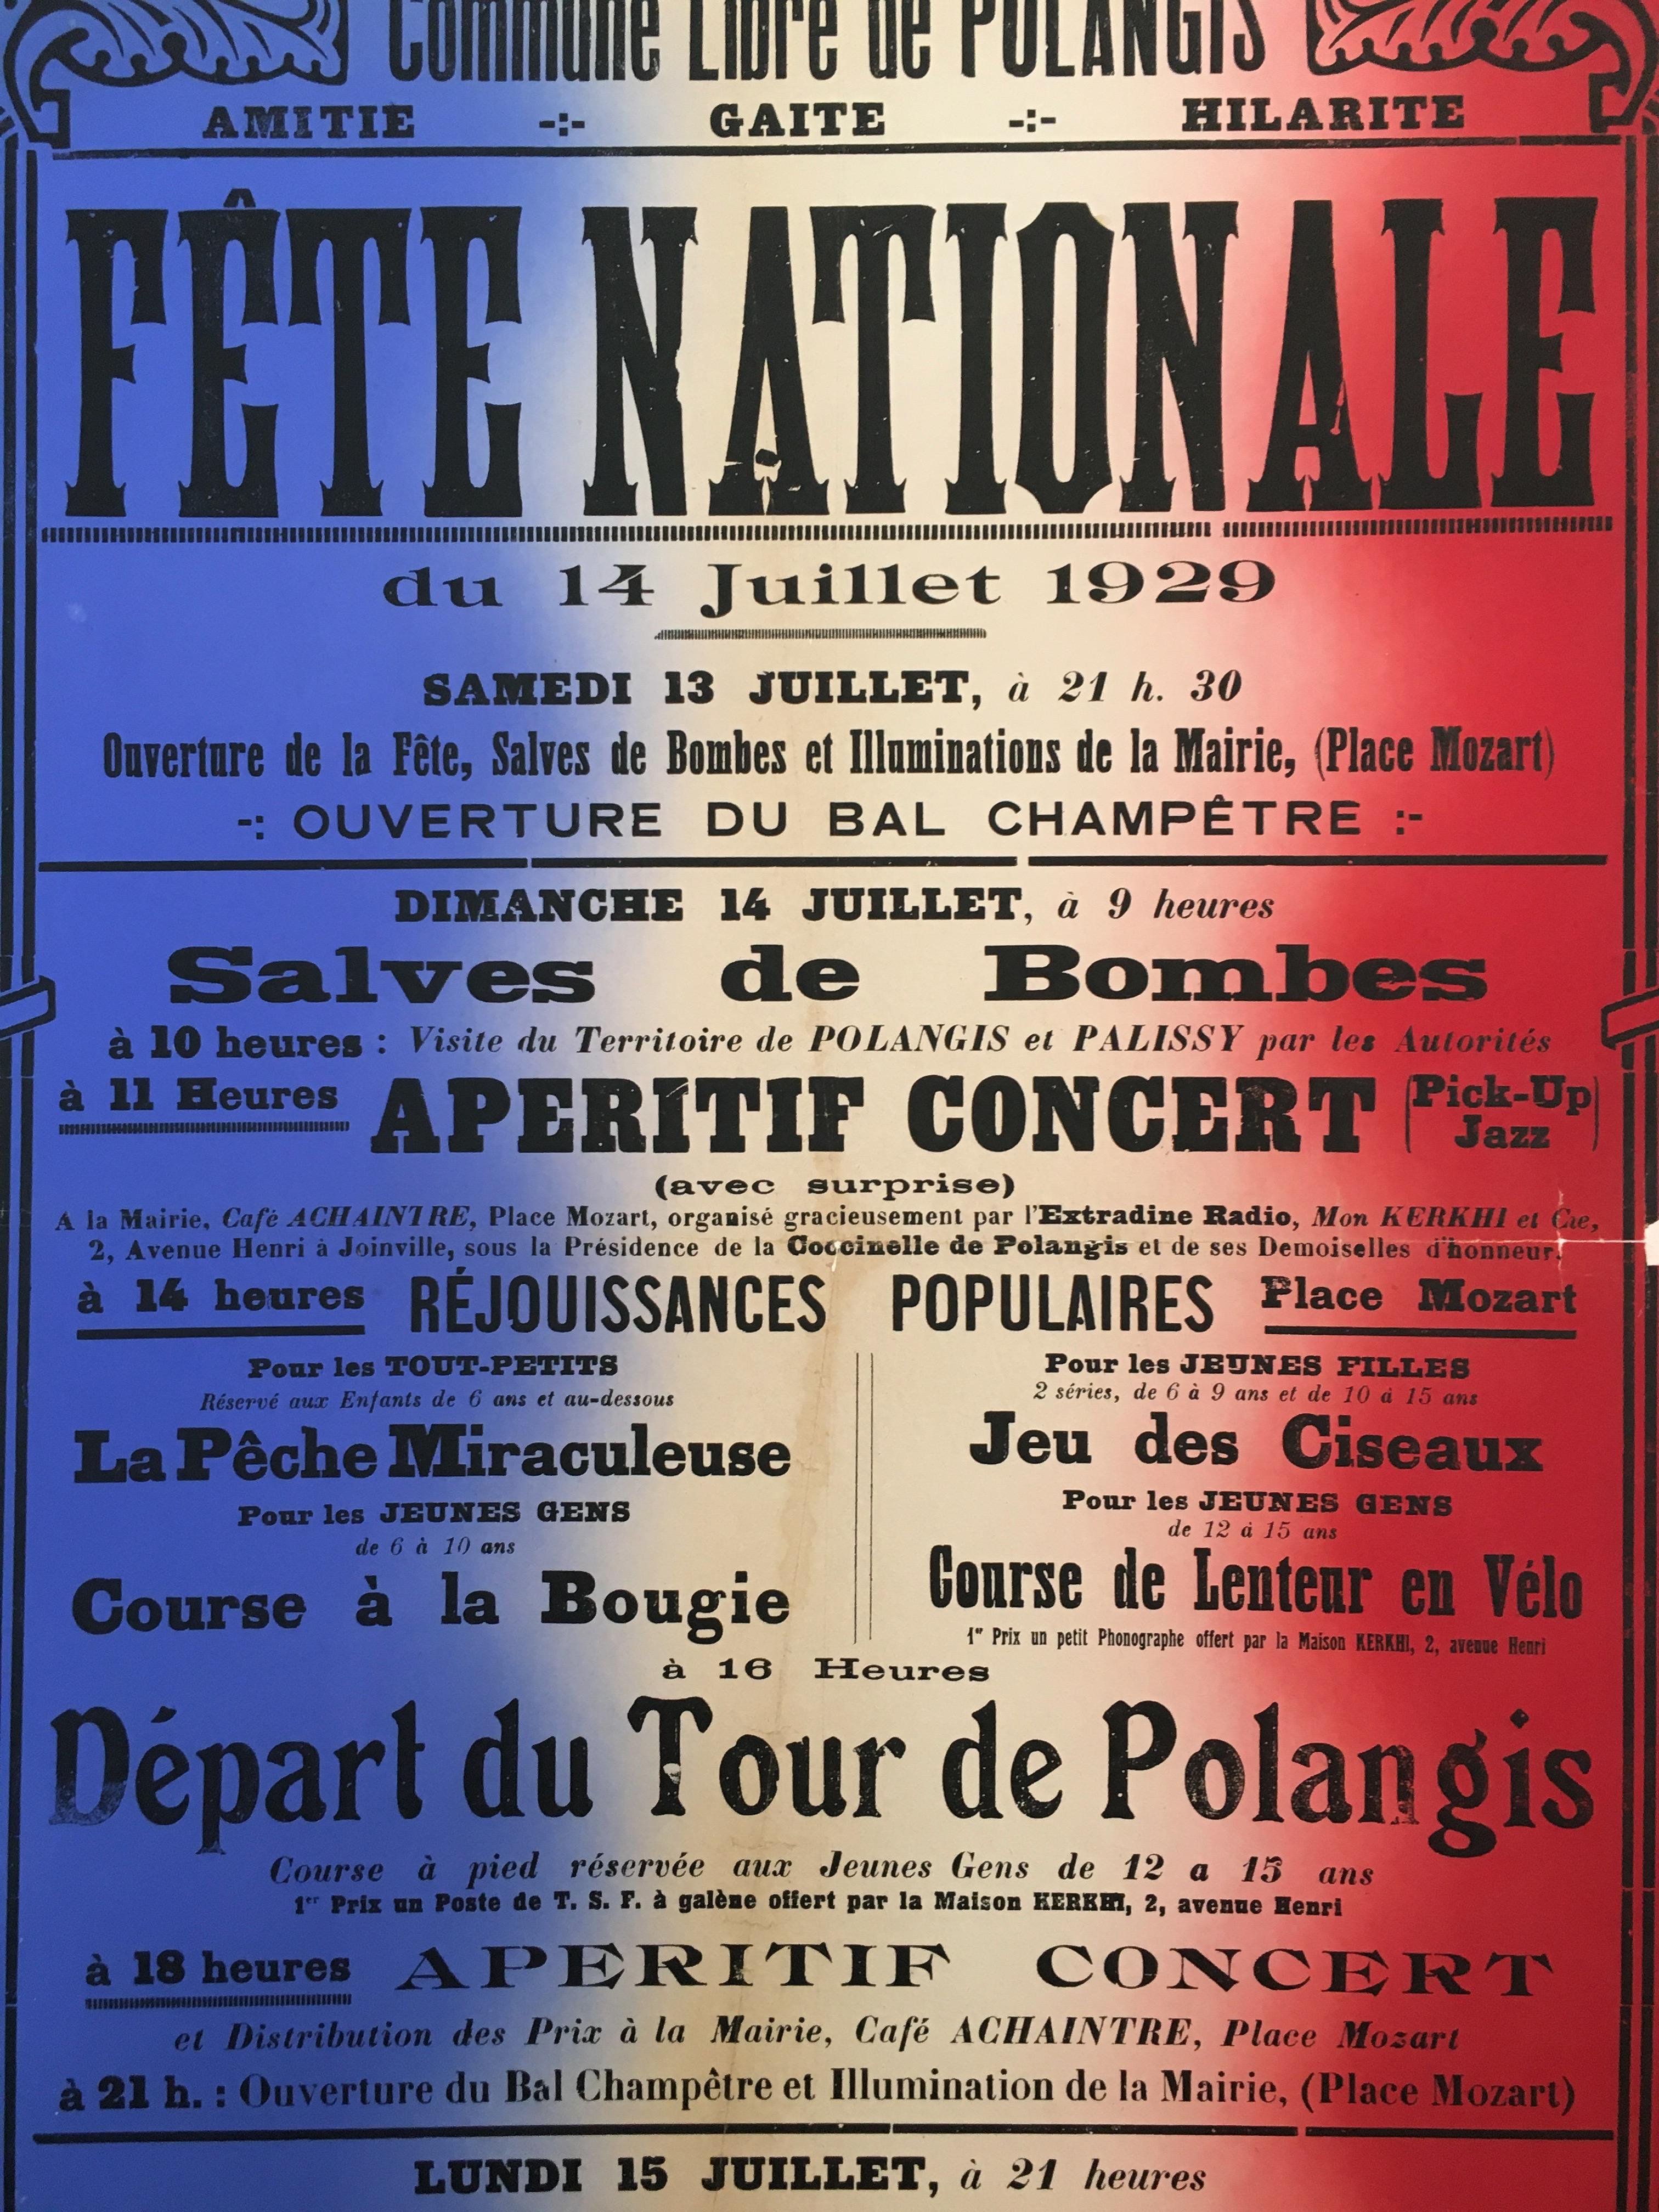 Commune Libre de POLANGIS
AMITIE -:- GAITE -:- HILARITE
FÊTE NATIONALE
du 14 Juillet 1929
SAMEDI 13 JUILLET, à 21 h. 30
Ouverture de la Fête, Salves de Bombes et Illuminations de la Mairie, (Place Mozart)
-: OUVERTURE DU BAL CHAMPÊTRE :-
DIMANCHE 14 JUILLET, à 9 heures
Salves de Bombes
à 10 heures : Visite du Territoire de POLANGIS et PALISSY par les Autorités
à 11 Heures APERITIF CONCERT (Pick-Up Jazz)
(avec surprise)
A la Mairie, Café ACHAINTRE, Place Mozart, organisé gracieusement par l'Extradine Radio, Mon KERKHI et Cie,
2, Avenue Henri à Joinville, sous la Présidence de la Coccinelle de Polangis et de ses Demoiselles d'honneur.
à 14 heures RÉJOUISSANCES POPULAIRES Place Mozart
Pour les TOUT-PETITS
Réservé aux Enfants de 6 ans et au-dessous
La Pêche Miraculeuse
Pour les JEUNES GENS
de 6 à 10 ans
Course à la Bougie
Pour les JEUNES FILLES
2 séries, de 6 à 9 ans et de 10 à 15 ans
Jeu des Ciseaux
Pour les JEUNES GENS
de 12 à 15 ans
Course de Lenteur en Vélo
1er Prix un petit Phonographe offert par la Maison KERKHI, 2, avenue Henri
à 16 Heures
Départ du Tour de Polangis
Course à pied réservée aux Jeunes Gens de 12 a 15 ans
1er Prix un Poste de T. S. F. à galène offert par la Maison KERKHI, 2, avenue Henri
à 18 heures APERITIF CONCERT
et Distribution des Prix à la Mairie, Café ACHAINTRE, Place Mozart
à 21 h. : Ouverture du Bal Champêtre et Illumination de la Mairie, (Place Mozart)
LUNDI 15 JUILLET, à 21 heures